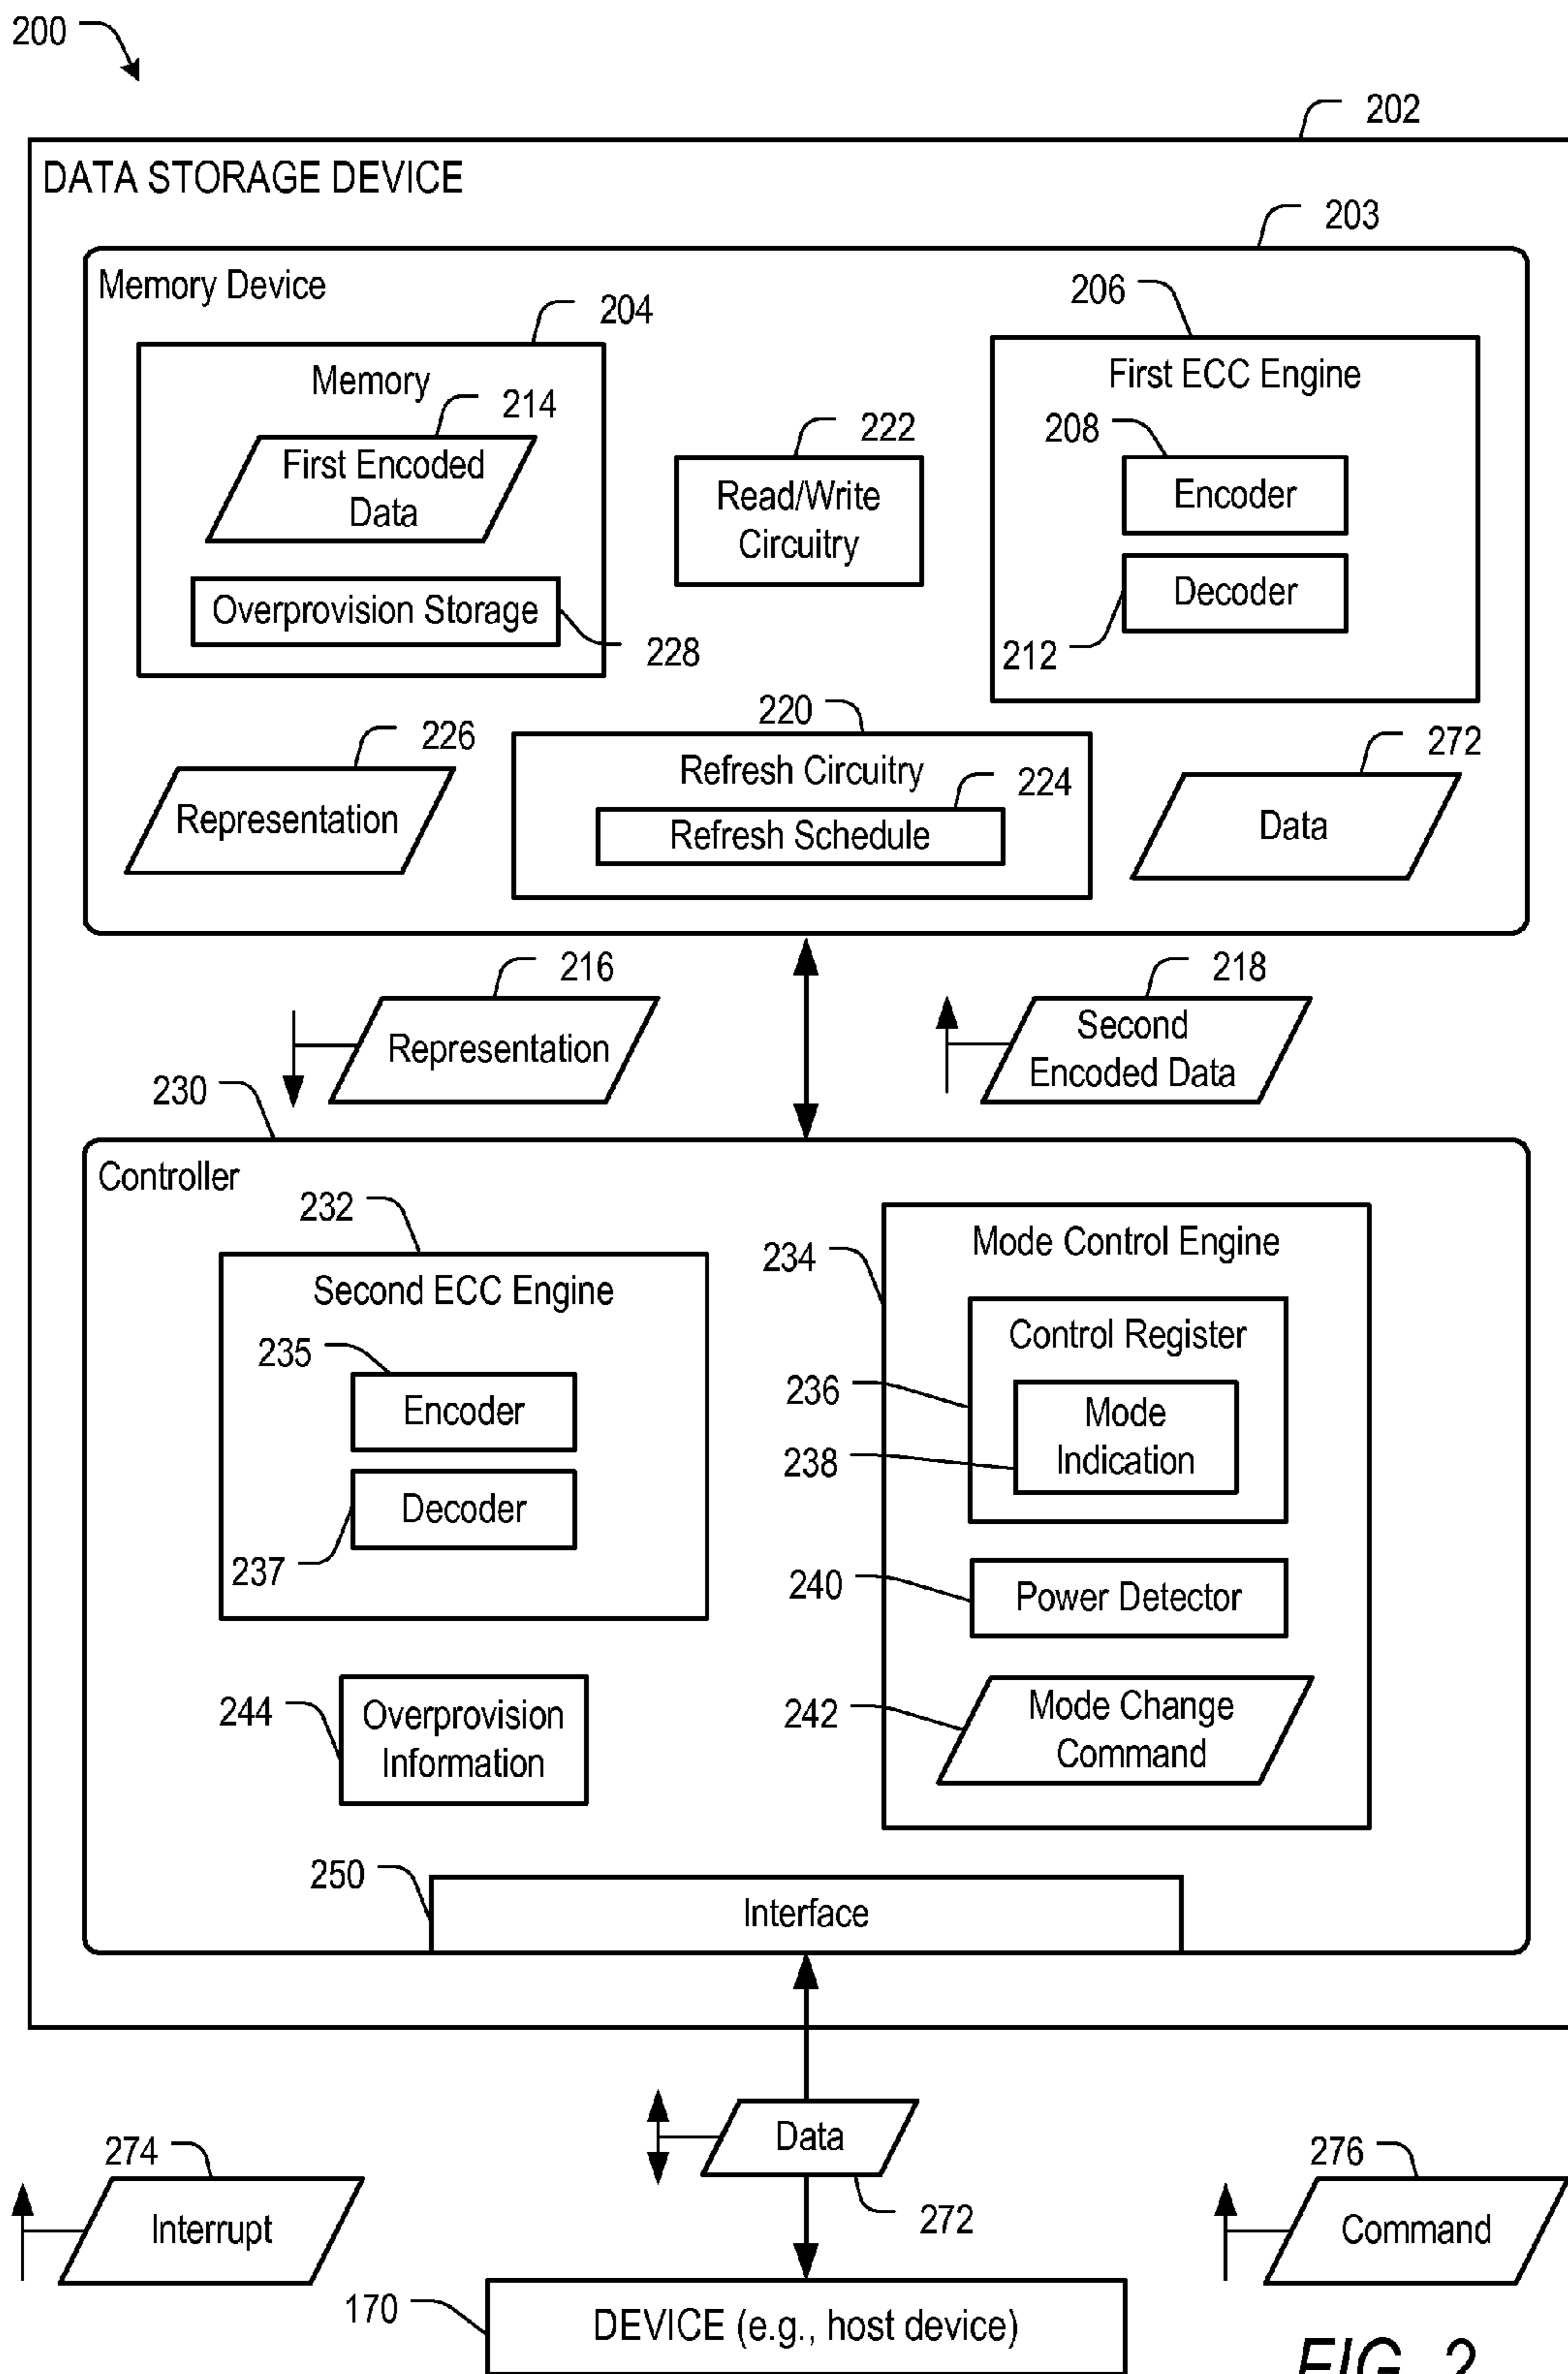 200
202
DATA STORAGE DEVICE
203
Memory Device
204
206
Memory
First ECC Engine
214
222
208
First Encoded
Data
Read/Write
Circuitry
Encoder
Decoder
Overprovision Storage
228
212
220
226
272
Refresh Circuitry
224
Representation
Refresh Schedule
Data
216
218
Representation
Second
Encoded Data
230
Controller
232
234
Mode Control Engine
Second ECC Engine
Control Register
235
236
Encoder
Mode
Indication
238
Decoder
237
240
Power Detector
244
Overprovision
Information
242
Mode Change
Command
250
Interface
274
Data
276
Interrupt
272
Command
170
DEVICE (e.g., host device)
FIG. 2